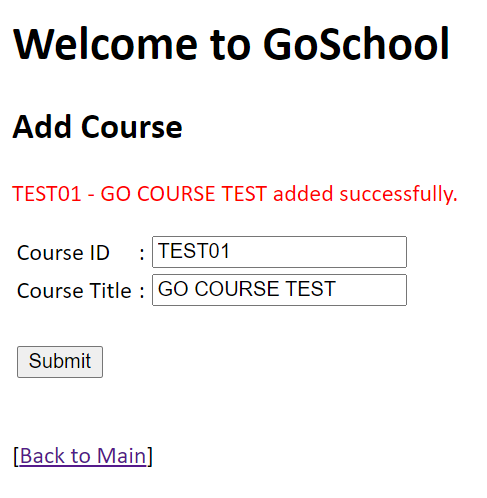 Welcome to GoSchool
Add Course
TEST01 - GO COURSE TEST added successfully.
Course ID : TEST01
Course Title : GO COURSE TEST
Submit
[Back to Main]